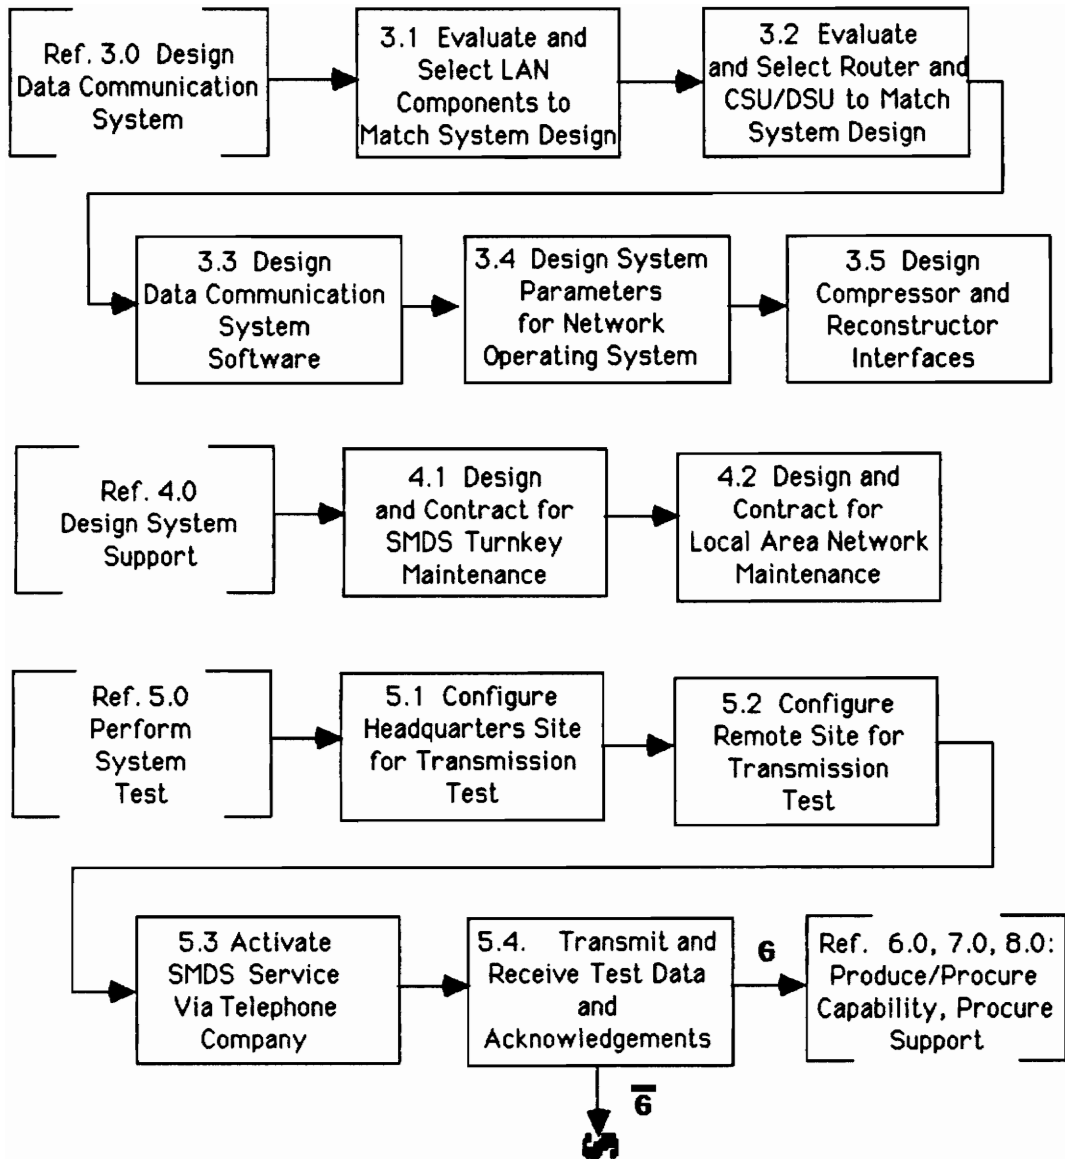 Ref. 3.0 Design
Data Communication
System
3.1 Evaluate and
Select LAN
Components to
Match System Design
3.2 Evaluate
and Select Router and
CSU/DSU to Match
System Design
3.3 Design
Data Communication
System
Software
3.4 Design System
Parameters
for Network
Operating System
3.5 Design
Compressor and
Reconstructor
Interfaces
Ref. 4.0
Design System
Support
4.1 Design
and Contract for
SMDS Turnkey
Maintenance
4.2 Design and
Contract for
Local Area Network
Maintenance
Ref. 5.0
Perform
System
Test
5.1 Configure
Headquarters Site
for Transmission
Test
5.2 Configure
Remote Site for
Transmission
Test
5.3 Activate
SMDS Service
Via Telephone
Company
5.4. Transmit and
Receive Test Data
and
Acknowledgements
6
Ref. 6.0, 7.0, 8.0:
Produce/Procure
Capability, Procure
Support
6̅